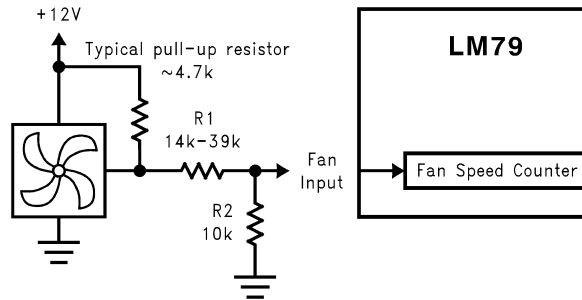 +12V
Typical pull-up resistor
~4.7k
R1
14k-39k
Fan
Input
R2
10k
LM79
Fan Speed Counter